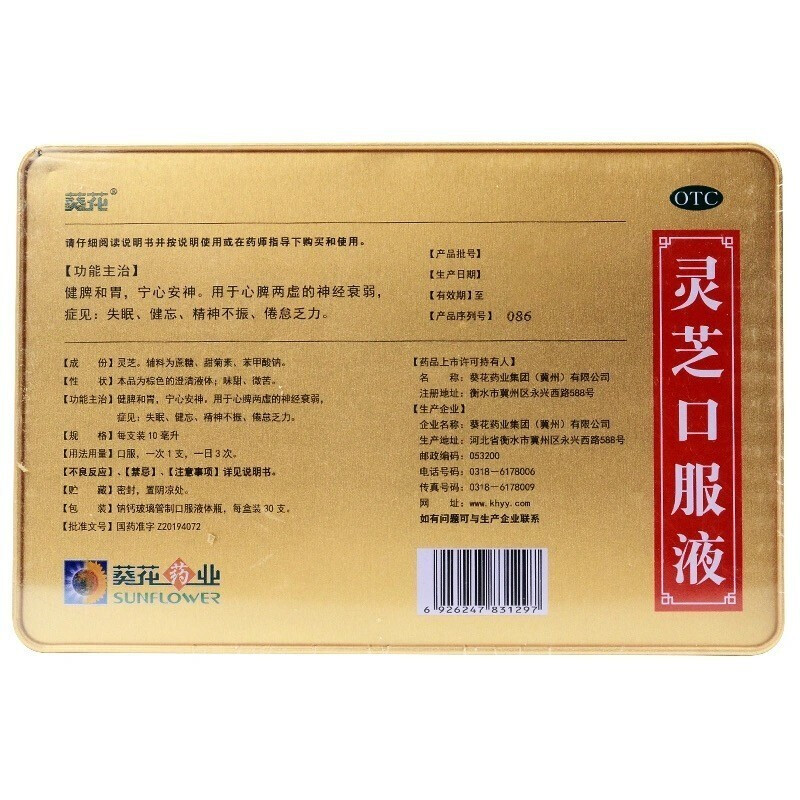 葵花®
OTC
请仔细阅读说明书并按说明使用或在药师指导下购买和使用。
【功能主治】
健脾和胃，宁心安神。用于心脾两虚的神经衰弱，
症见：失眠、健忘、精神不振、倦怠乏力。
【产品批号】
【生产日期】
【有效期】至
【产品序列号】 086
【成 份】灵芝。辅料为蔗糖、甜菊素、苯甲酸钠。
【性 状】本品为棕色的澄清液体；味甜、微苦。
【功能主治】健脾和胃，宁心安神。用于心脾两虚的神经衰弱，
症见：失眠、健忘、精神不振、倦怠乏力。
【规 格】每支装10毫升
【用法用量】口服，一次1支，一日3次。
【不良反应】、【禁忌】、【注意事项】详见说明书。
【贮 藏】密封，置阴凉处。
【包 装】钠钙玻璃管制口服液体瓶，每盒装30支。
【批准文号】国药准字Z20194072
【药品上市许可持有人】
名 称：葵花药业集团（冀州）有限公司
注册地址：衡水市冀州区永兴西路588号
【生产企业】
企业名称：葵花药业集团（冀州）有限公司
生产地址：河北省衡水市冀州区永兴西路588号
邮政编码：053200
电话号码：0318-6178006
传真号码：0318-6178009
网 址：www.khyy.com
如有问题可与生产企业联系
葵花药业
SUNFLOWER
6 926247 831297
灵芝口服液